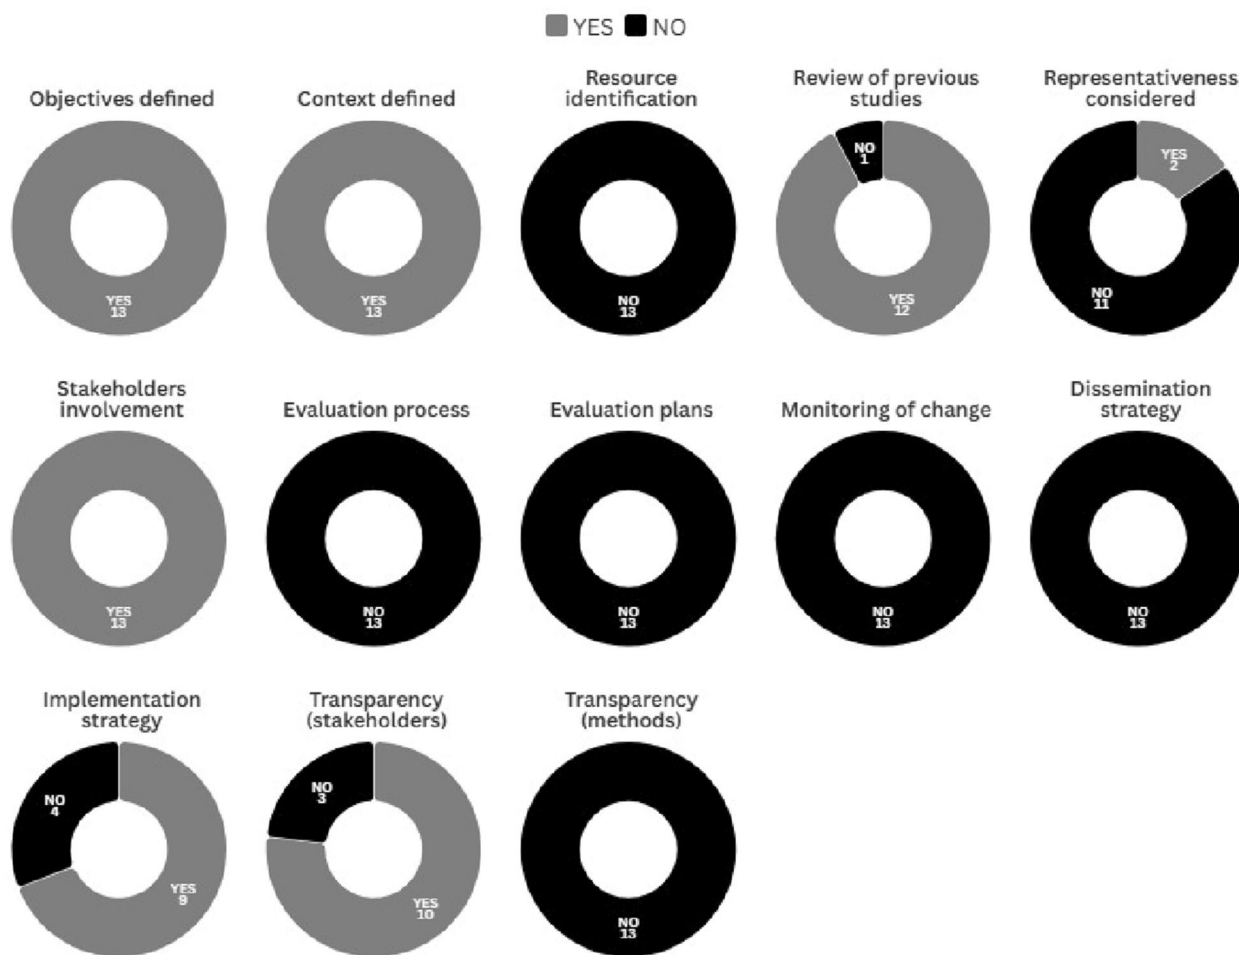 YES NO
Objectives defined
YES
13
Context defined
YES
13
Resource
identification
NO
13
Review of previous
studies
NO
1
YES
12
Representativeness
considered
YES
2
NO
11
Stakeholders
involvement
YES
13
Evaluation process
NO
13
Evaluation plans
NO
13
Monitoring of change
NO
13
Dissemination
strategy
NO
13
Implementation
strategy
NO
4
YES
9
Transparency
(stakeholders)
NO
3
YES
10
Transparency
(methods)
NO
13